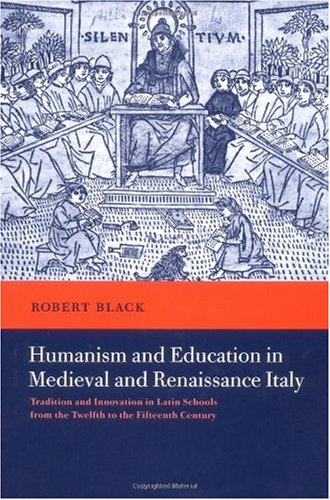 SILEN TIVM.
ROBERT BLACK
Humanism and Education in
Medieval and Renaissance Italy
Tradition and Innovation in Latin Schools
from the Twelfth to the Fifteenth Century